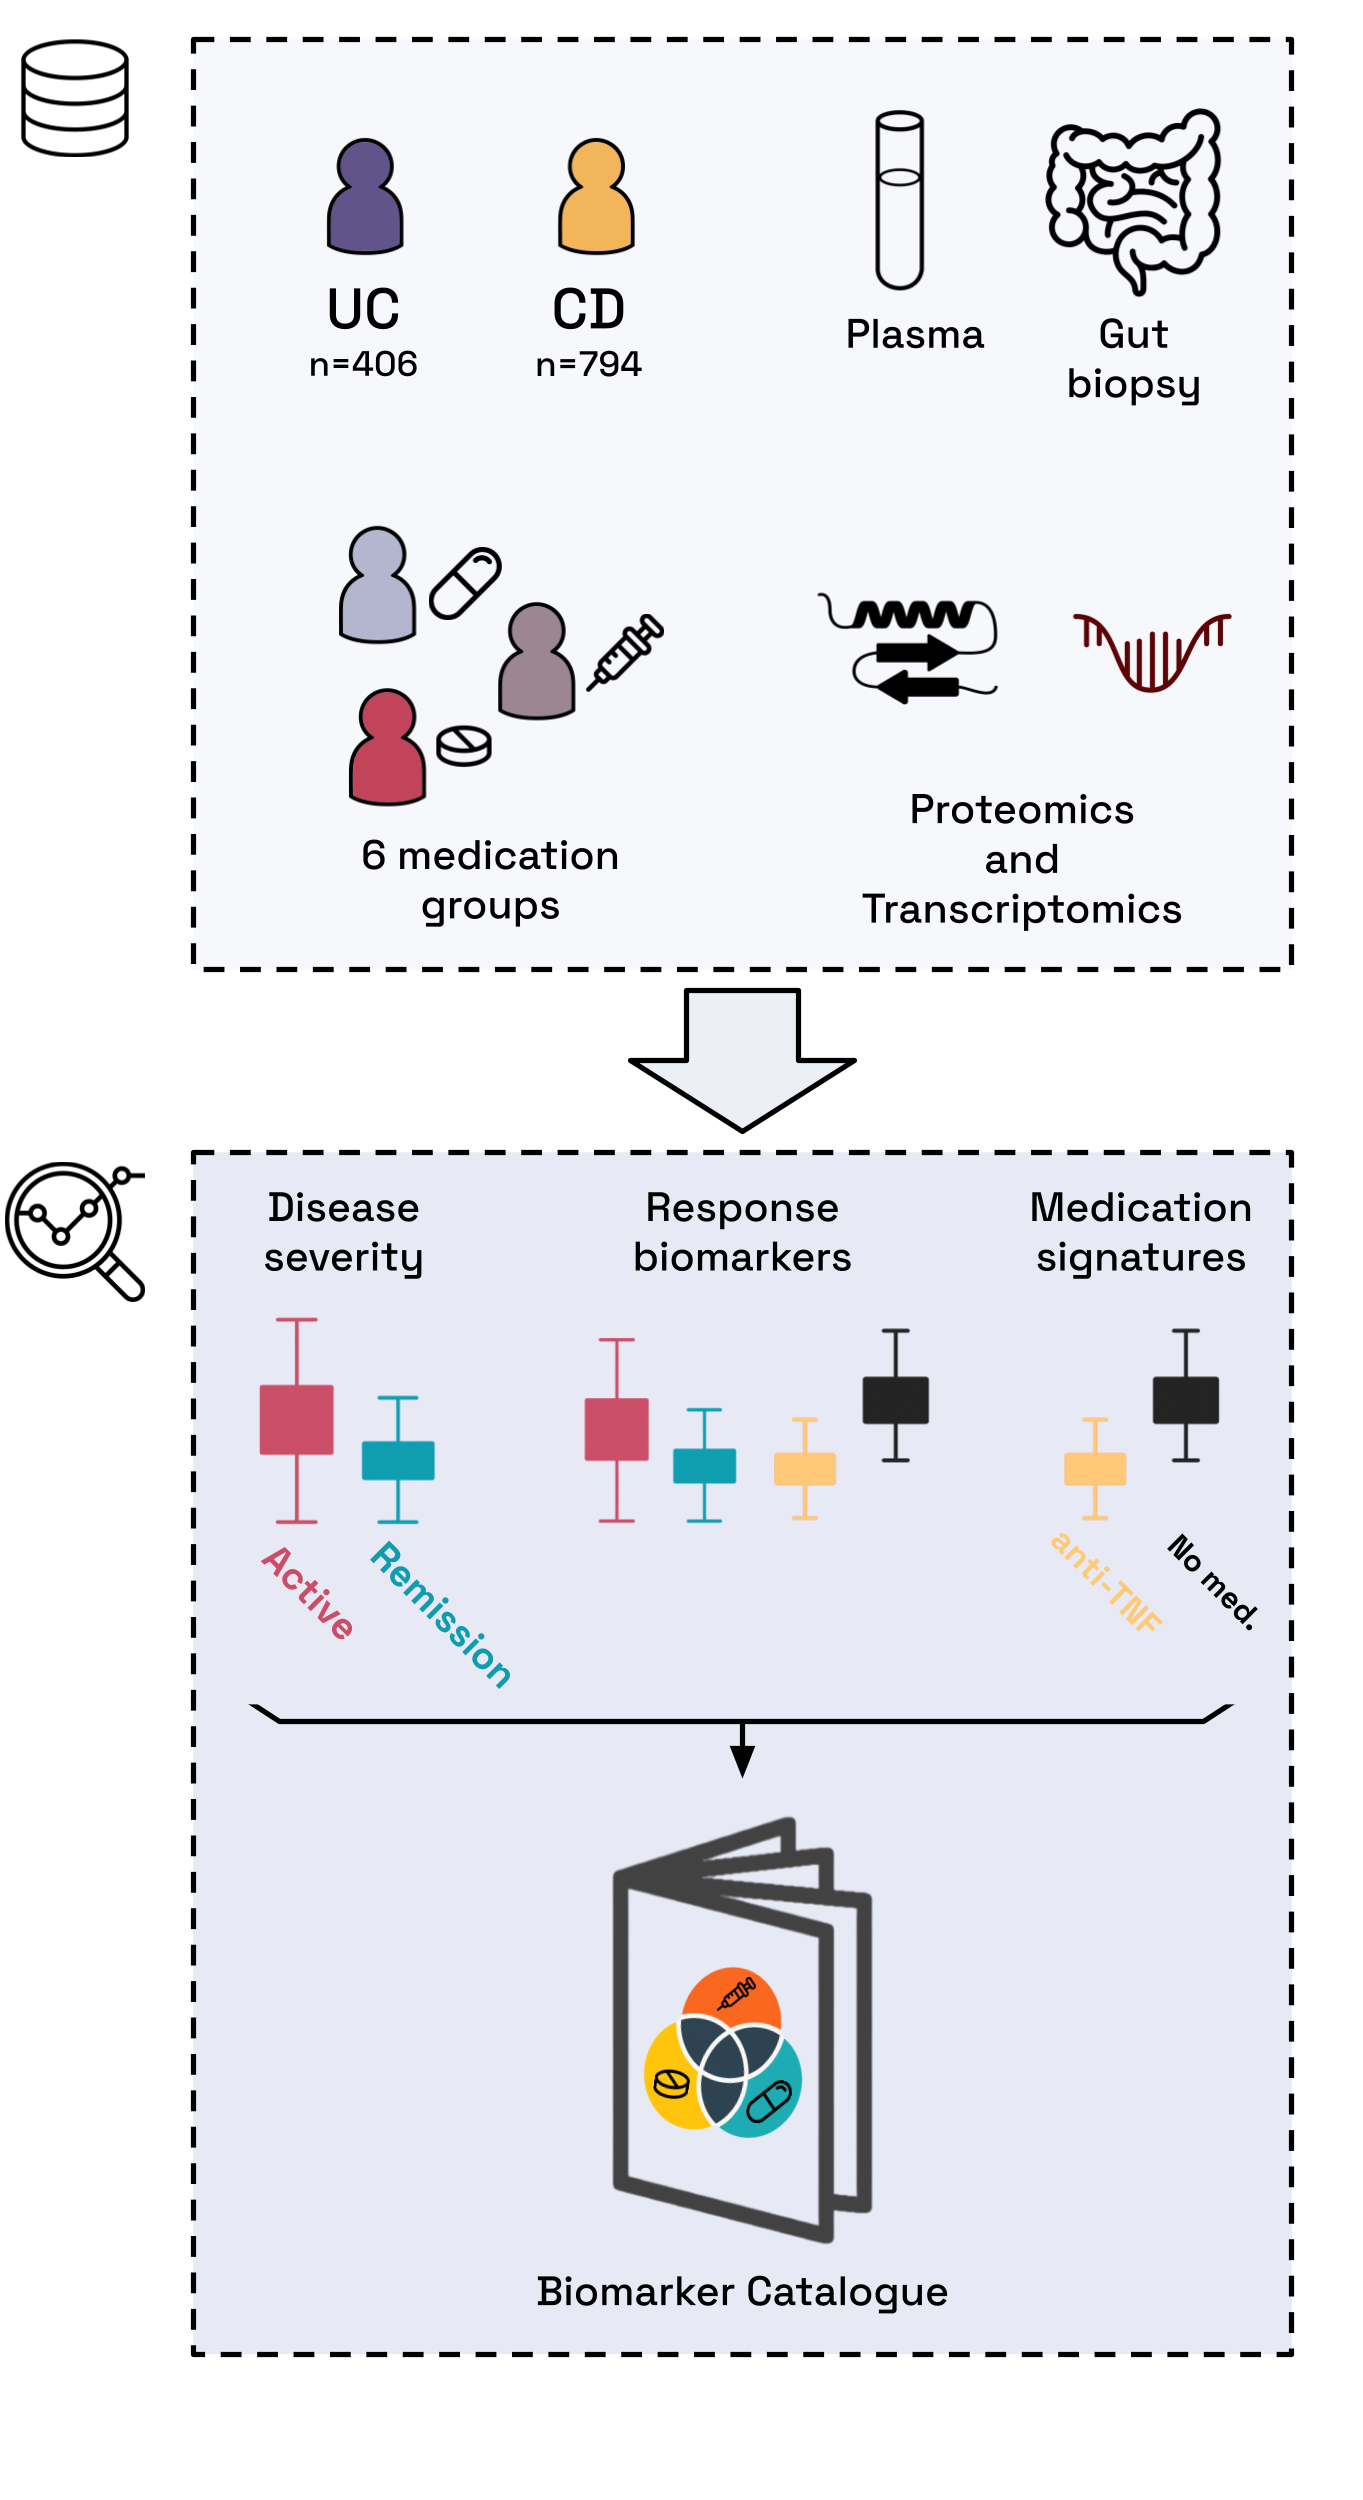 UC
n=406
CD
n=794
Plasma
Gut
biopsy
6 medication
groups
Proteomics
and
Transcriptomics
Disease
severity
Response
biomarkers
Medication
signatures
Active
Remission
anti-TNF
No med.
Biomarker Catalogue